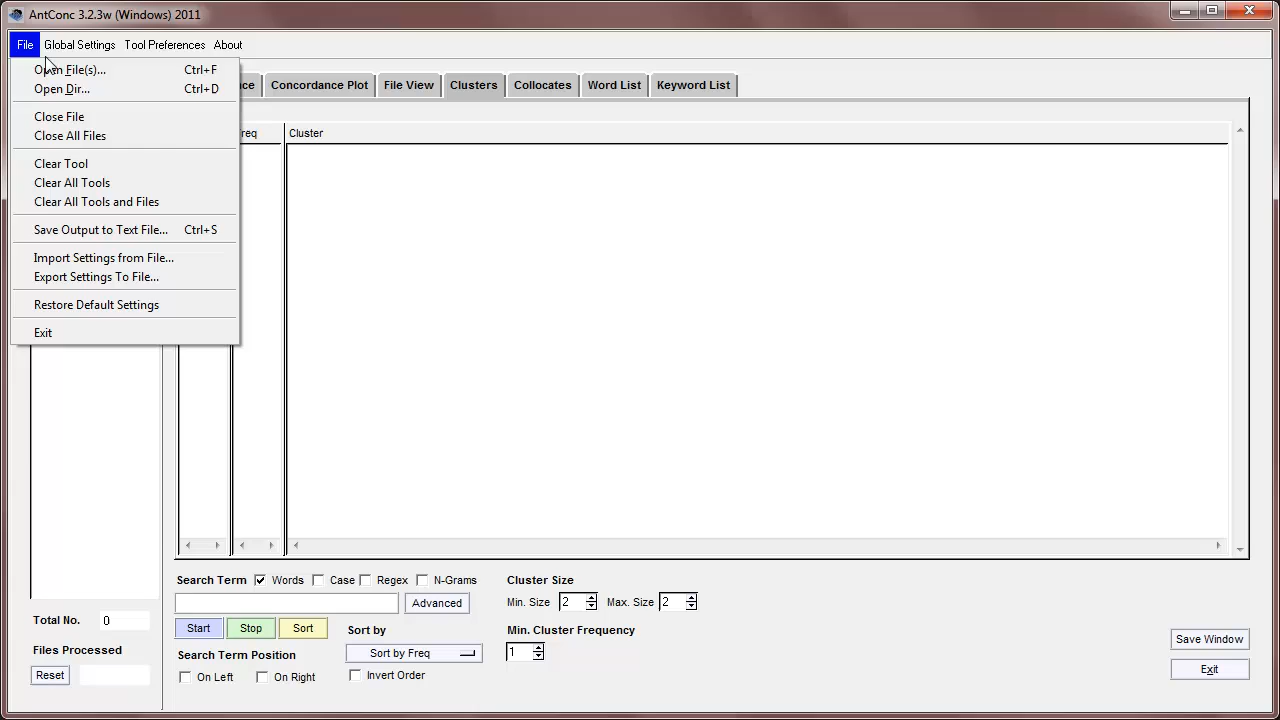 AntConc 3.2.3w (Windows) 2011
File Global Settings Tool Preferences About
Open File(s)... Ctrl+F
Open Dir... Ctrl+D
Close File
Close All Files
Clear Tool
Clear All Tools
Clear All Tools and Files
Save Output to Text File... Ctrl+S
Import Settings from File...
Export Settings To File...
Restore Default Settings
Exit
Concordance Plot File View Clusters Collocates Word List Keyword List
Cluster
Total No. 0
Files Processed
Reset
Search Term Words Case Regex N-Grams
Advanced
Start Stop Sort
Search Term Position
On Left On Right
Sort by
Sort by Freq
Invert Order
Cluster Size
Min. Size 2 Max. Size 2
Min. Cluster Frequency
1
Save Window
Exit